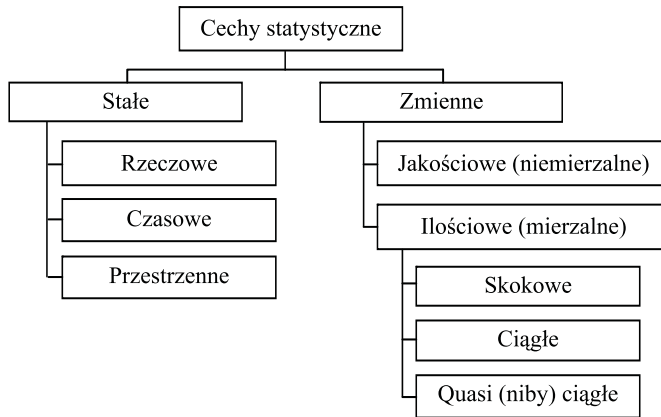 Cechy statystyczne
Stałe
Rzeczowe
Czasowe
Przestrzenne
Zmienne
Jakościowe (niemierzalne)
Ilościowe (mierzalne)
Skokowe
Ciągłe
Quasi (niby) ciągłe